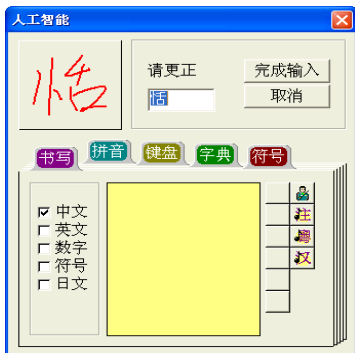 人工智能
恬
请更正
恬
完成输入
取消
书写
拼音
键盘
字典
符号
中文
英文
数字
符号
日文
注
粤
汉